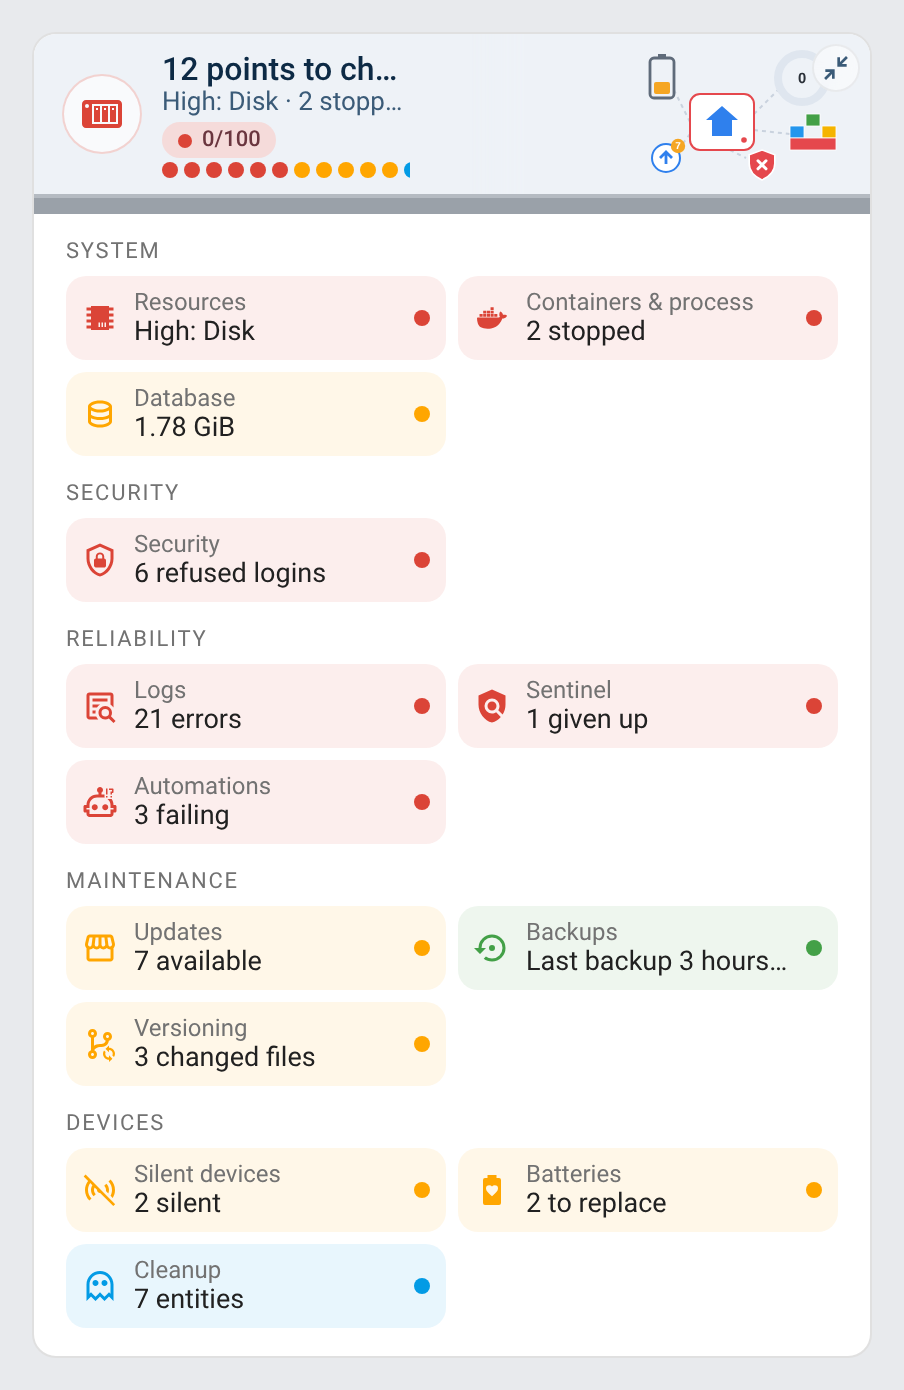 12 points to ch…
High: Disk · 2 stopp…
0/100
0
7
SYSTEM
Resources
High: Disk
Containers & process
2 stopped
Database
1.78 GiB
SECURITY
Security
6 refused logins
RELIABILITY
Logs
21 errors
Sentinel
1 given up
Automations
3 failing
MAINTENANCE
Updates
7 available
Backups
Last backup 3 hours…
Versioning
3 changed files
DEVICES
Silent devices
2 silent
Batteries
2 to replace
Cleanup
7 entities